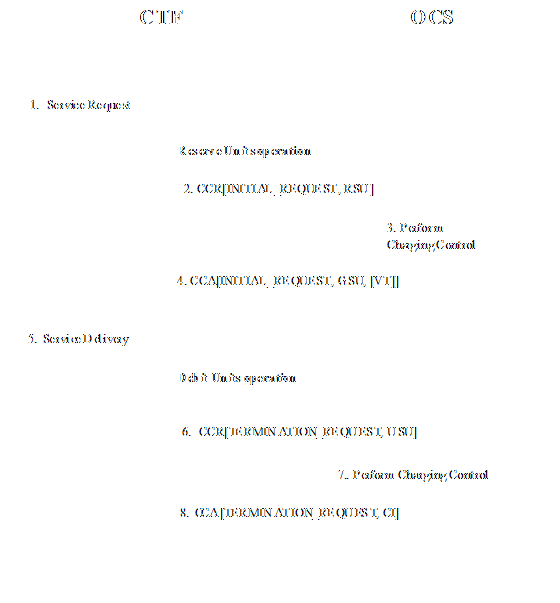 CTF
OCS
1. Service Request
Reserve Units operation
2. CCR[INITIAL_REQUEST, RSU]
3. Perform
Charging Control
4. CCA[INITIAL_REQUEST, GSU, [VT]]
5. Service Delivery
Debit Units operation
6. CCR[TERMINATION_REQUEST, USU]
7. Perform Charging Control
8. CCA[TERMINATION_REQUEST, CI]